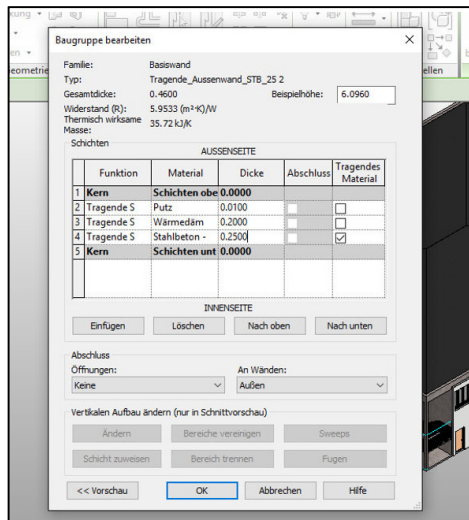 Baugruppe bearbeiten
Familie: Basiswand
Typ: Tragende_Aussenwand_STB_25 2
Gesamtdicke: 0.4600 Beispielhöhe: 6.0960
Widerstand (R): 5.9533 (m²·K)/W
Thermisch wirksame Masse: 35.72 kJ/K
Schichten
AUSSENSEITE
Funktion Material Dicke Abschluss Tragendes Material
1 Kern Schichten obe 0.0000
2 Tragende S Putz 0.0100
3 Tragende S Wärmedäm 0.2000
4 Tragende S Stahlbeton - 0.2500
5 Kern Schichten unt 0.0000
INNENSEITE
Einfügen Löschen Nach oben Nach unten
Abschluss
Öffnungen: An Wänden:
Keine Außen
Vertikalen Aufbau ändern (nur in Schnittvorschau)
Ändern Bereiche vereinigen Sweeps
Schicht zuweisen Bereich trennen Fugen
<< Vorschau OK Abbrechen Hilfe